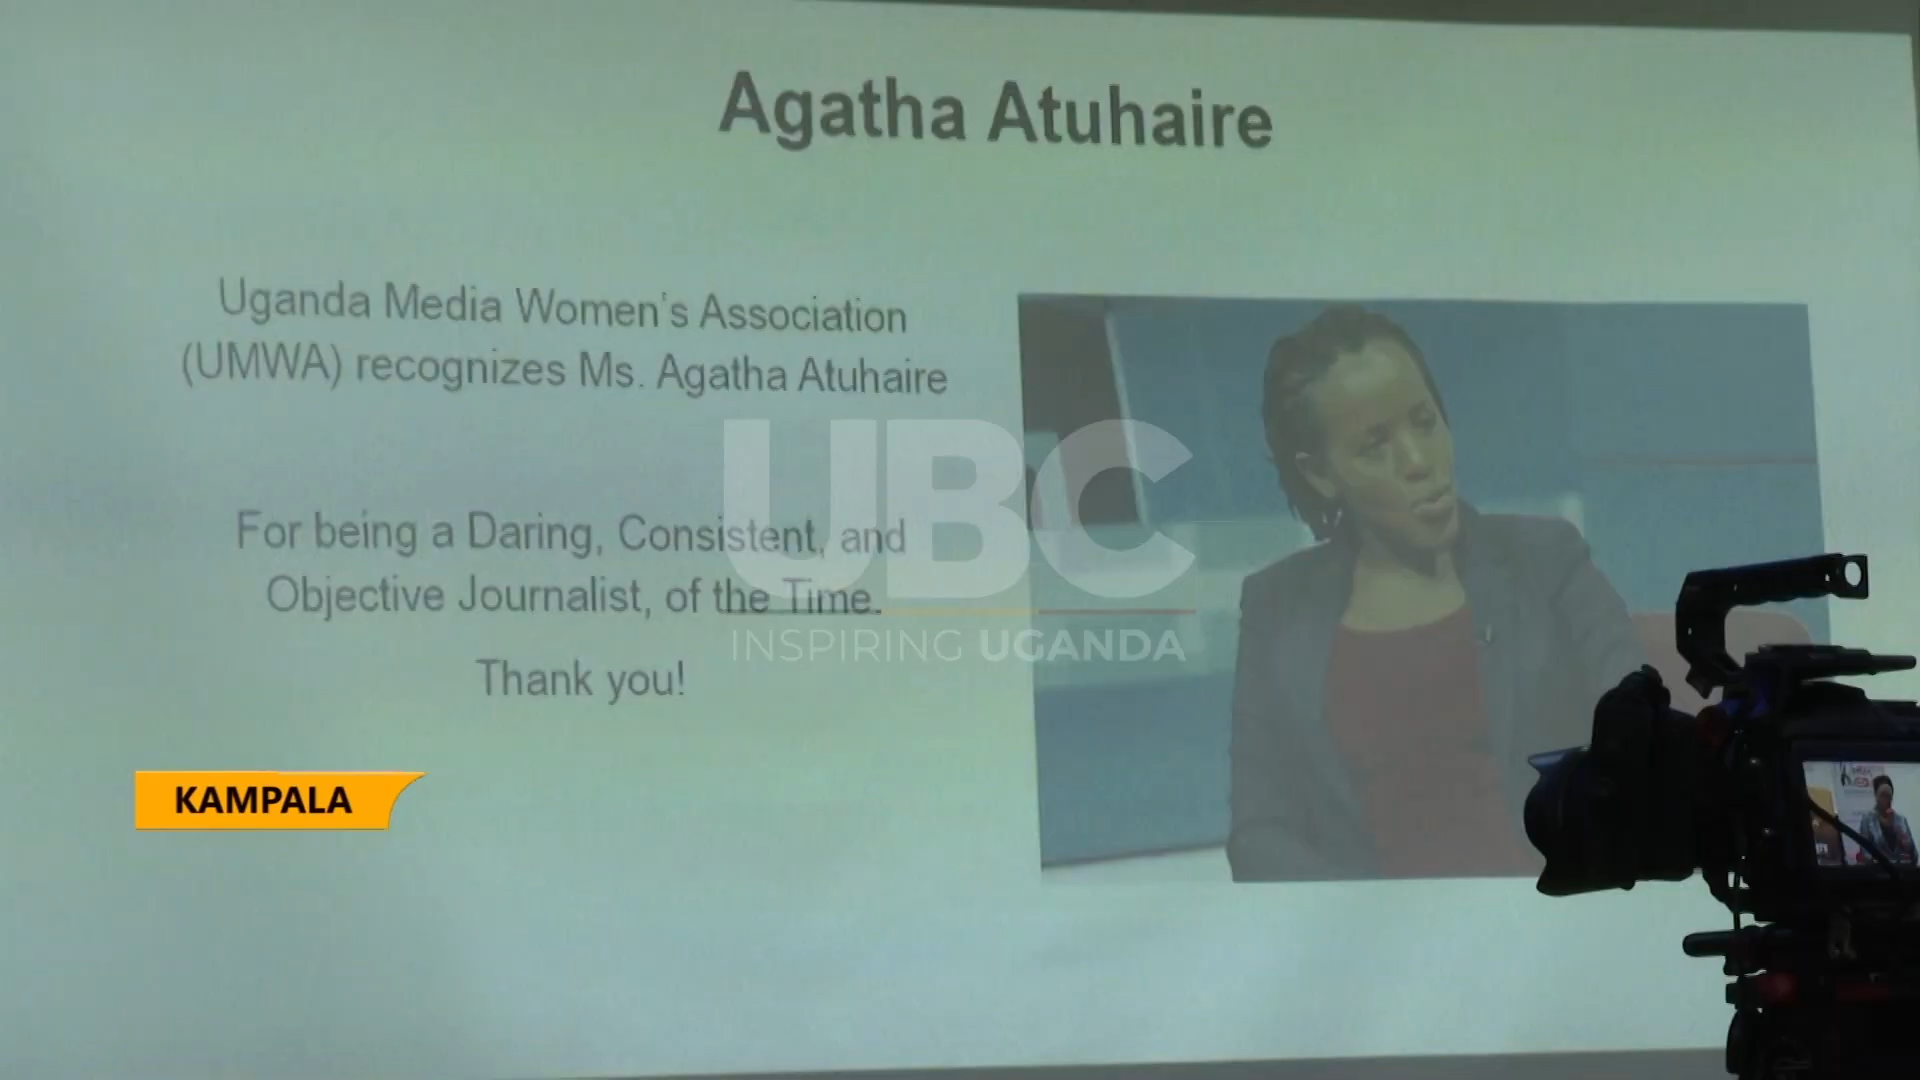 Agatha Atuhaire
Uganda Media Women's Association
(UMWA) recognizes Ms. Agatha Atuhaire
For being a Daring, Consistent, and
Objective Journalist, of the Time.
Thank you!
UBC
INSPIRING UGANDA
KAMPALA